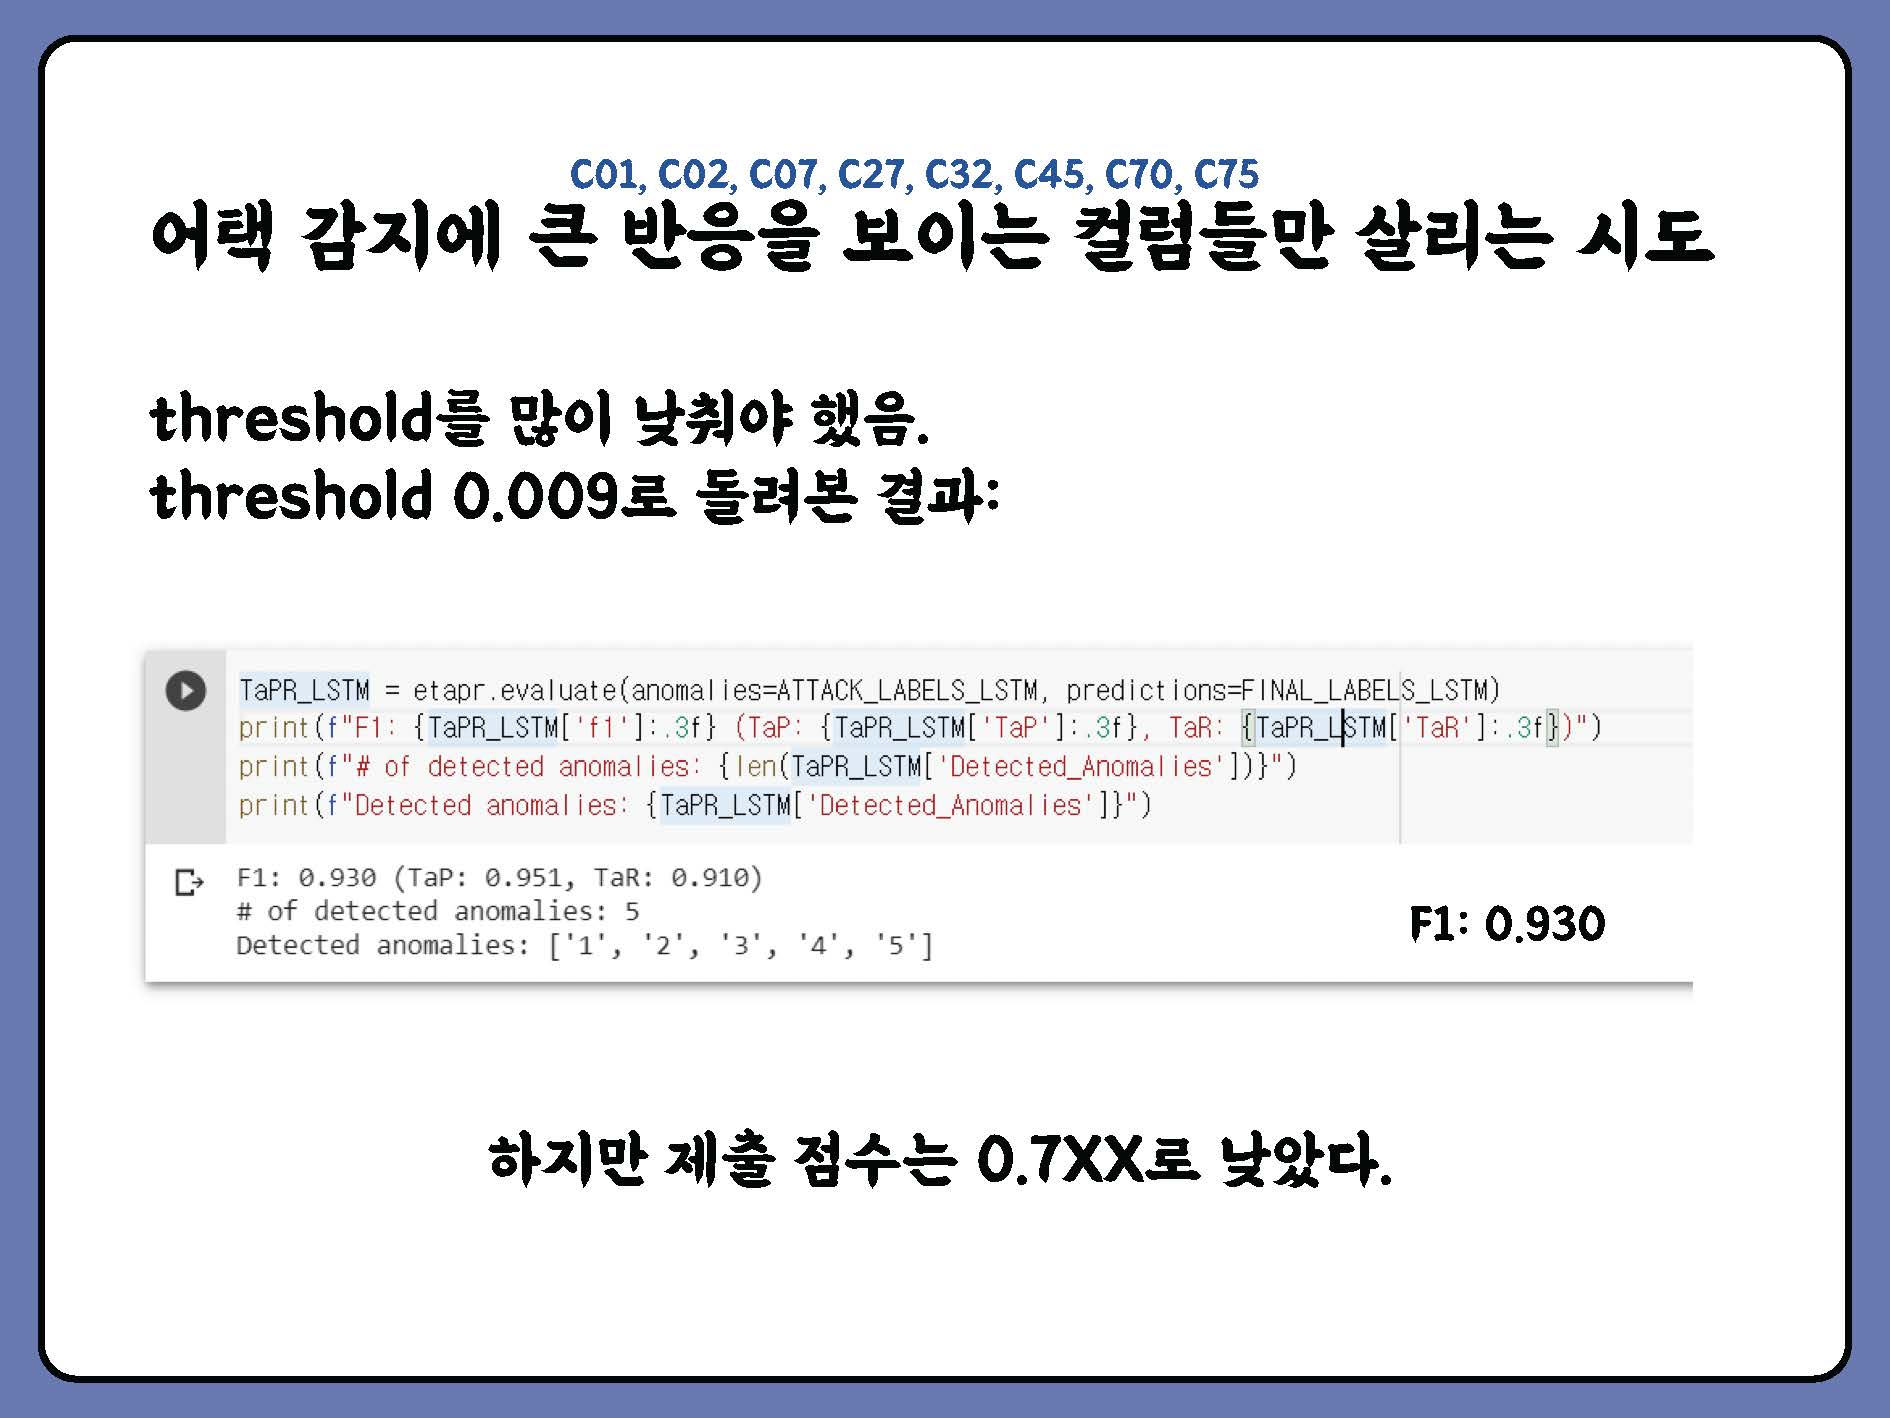 C01, C02, C07, C27, C32, C45, C70, C75
어택 감지에 큰 반응을 보이는 컬럼들만 살리는 시도
threshold를 많이 낮춰야 했음.
threshold 0.009로 돌려본 결과:
TaPR_LSTM = etapr.evaluate(anomalies=ATTACK_LABELS_LSTM, predictions=FINAL_LABELS_LSTM)
print(f"F1: {TaPR_LSTM['f1']:.3f} (TaP: {TaPR_LSTM['TaP']:.3f}, TaR: {TaPR_LSTM['TaR']:.3f})")
print(f"# of detected anomalies: {len(TaPR_LSTM['Detected_Anomalies'])}")
print(f"Detected anomalies: {TaPR_LSTM['Detected_Anomalies']}")
F1: 0.930 (TaP: 0.951, TaR: 0.910)
# of detected anomalies: 5
Detected anomalies: ['1', '2', '3', '4', '5']
F1: 0.930
하지만 제출 점수는 0.7XX로 낮았다.